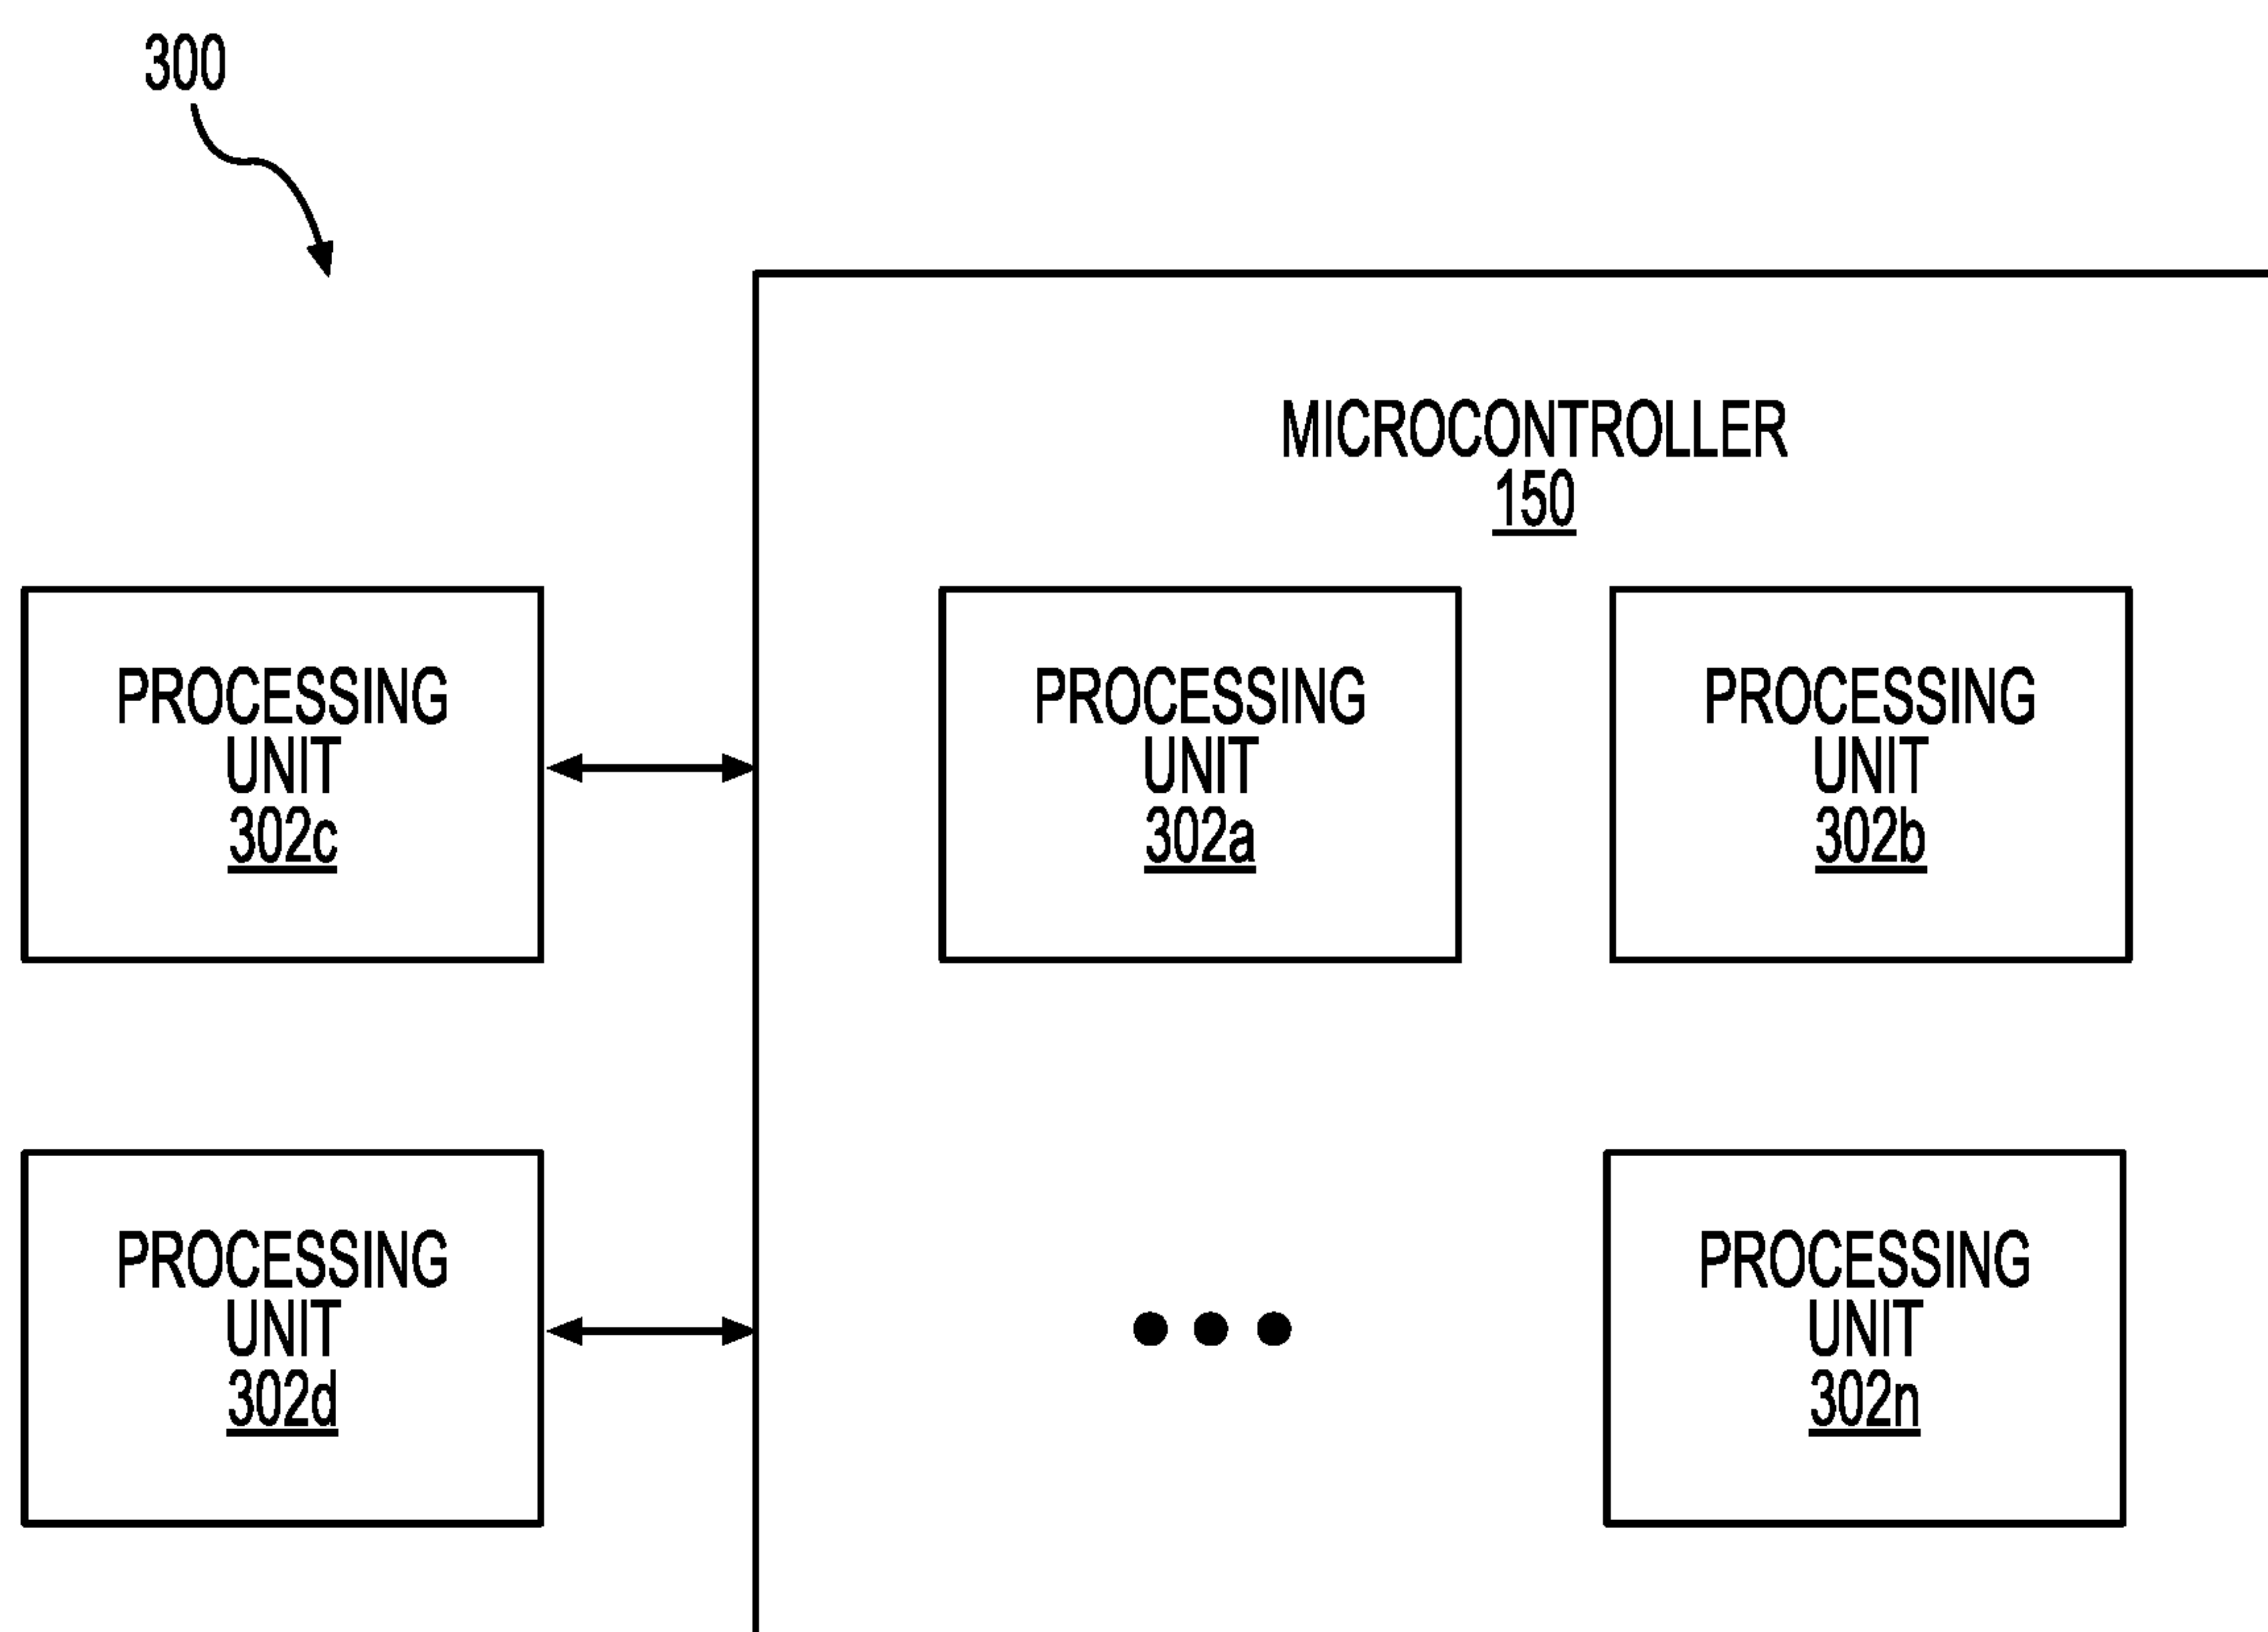 300
MICROCONTROLLER
150
PROCESSING
UNIT
302c
PROCESSING
UNIT
302a
PROCESSING
UNIT
302b
PROCESSING
UNIT
302d
PROCESSING
UNIT
302n